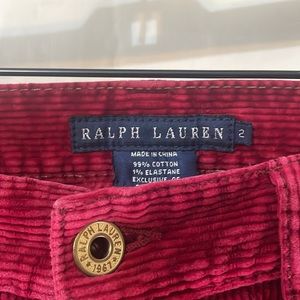 RALPH LAUREN 2
MADE IN CHINA
99% COTTON
1% ELASTANE
EXCLUSIVE OF
RALPH LAUREN
1967